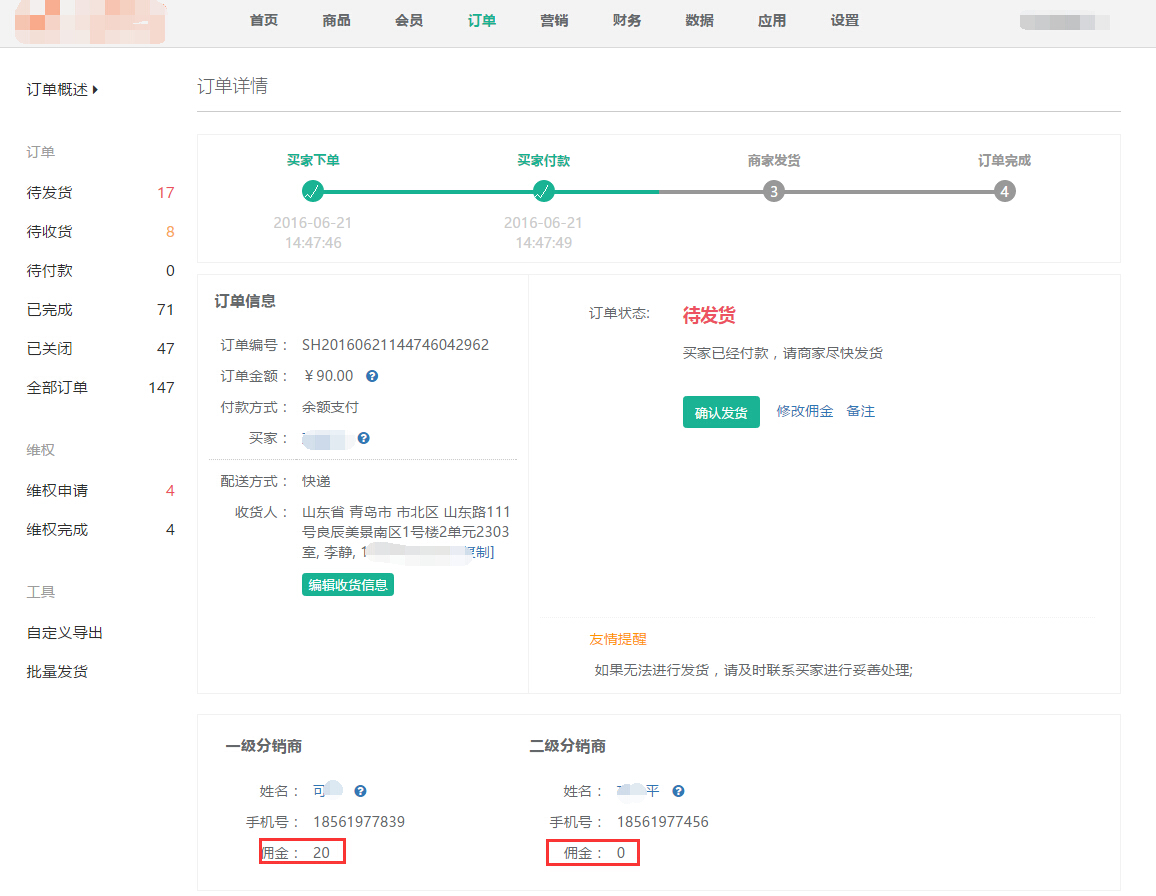 首页 商品 会员 订单 营销 财务 数据 应用 设置
订单概述
订单
待发货 17
待收货 8
待付款 0
已完成 71
已关闭 47
全部订单 147
维权
维权申请 4
维权完成 4
工具
自定义导出
批量发货
订单详情
买家下单 买家付款 商家发货 订单完成
3 4
2016-06-21 2016-06-21
14:47:46 14:47:49
订单信息
订单编号： SH20160621144746042962
订单金额： ￥90.00
付款方式： 余额支付
买家：
配送方式： 快递
收货人： 山东省 青岛市 市北区 山东路111
号良辰美景南区1号楼2单元2303
室, 李静, 制]
编辑收货信息
订单状态: 待发货
买家已经付款，请商家尽快发货
确认发货 修改佣金 备注
友情提醒
如果无法进行发货，请及时联系买家进行妥善处理;
一级分销商
姓名： 可
手机号： 18561977839
佣金： 20
二级分销商
姓名： 平
手机号： 18561977456
佣金： 0